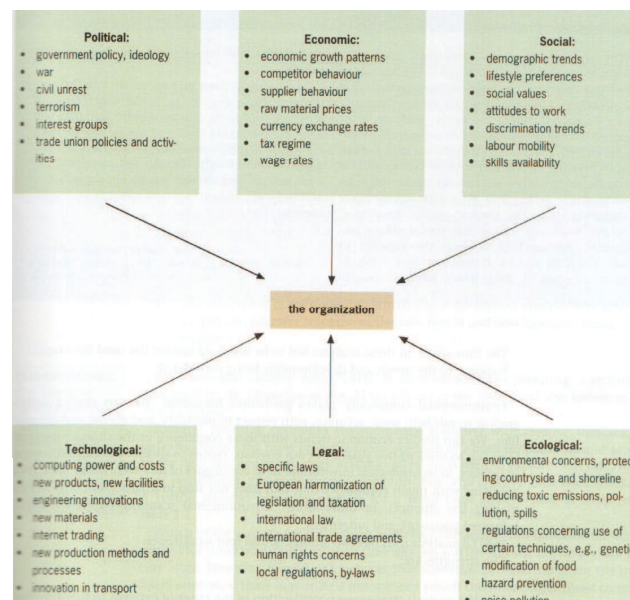 Political:
• government policy, ideology
• war
• civil unrest
• terrorism
• interest groups
• trade union policies and activ-
ities
Economic:
• economic growth patterns
• competitor behaviour
• supplier behaviour
• raw material prices
• currency exchange rates
• tax regime
• wage rates
Social:
• demographic trends
• lifestyle preferences
• social values
• attitudes to work
• discrimination trends
• labour mobility
• skills availability
the organization
Technological:
• computing power and costs
• new products, new facilities
• engineering innovations
• new materials
• internet trading
• new production methods and
processes
• innovation in transport
Legal:
• specific laws
• European harmonization of
legislation and taxation
• international law
• international trade agreements
• human rights concerns
• local regulations, by-laws
Ecological:
• environmental concerns, protec
ing countryside and shoreline
• reducing toxic emissions, pol-
lution, spills
• regulations concerning use of
certain techniques, e.g., geneti
modification of food
• hazard prevention
• noise pollution